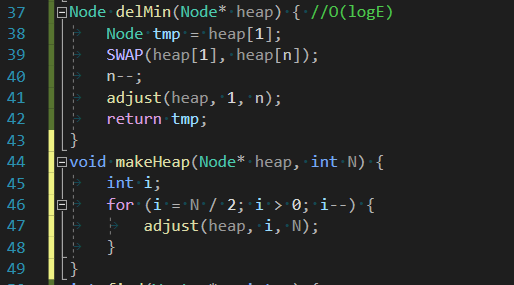 37 Node delMin(Node* heap) { //O(logE)
38 Node tmp = heap[1];
39 SWAP(heap[1], heap[n]);
40 n--;
41 adjust(heap, 1, n);
42 return tmp;
43 }
44 void makeHeap(Node* heap, int N) {
45 int i;
46 for (i = N / 2; i > 0; i--) {
47 adjust(heap, i, N);
48 }
49 }